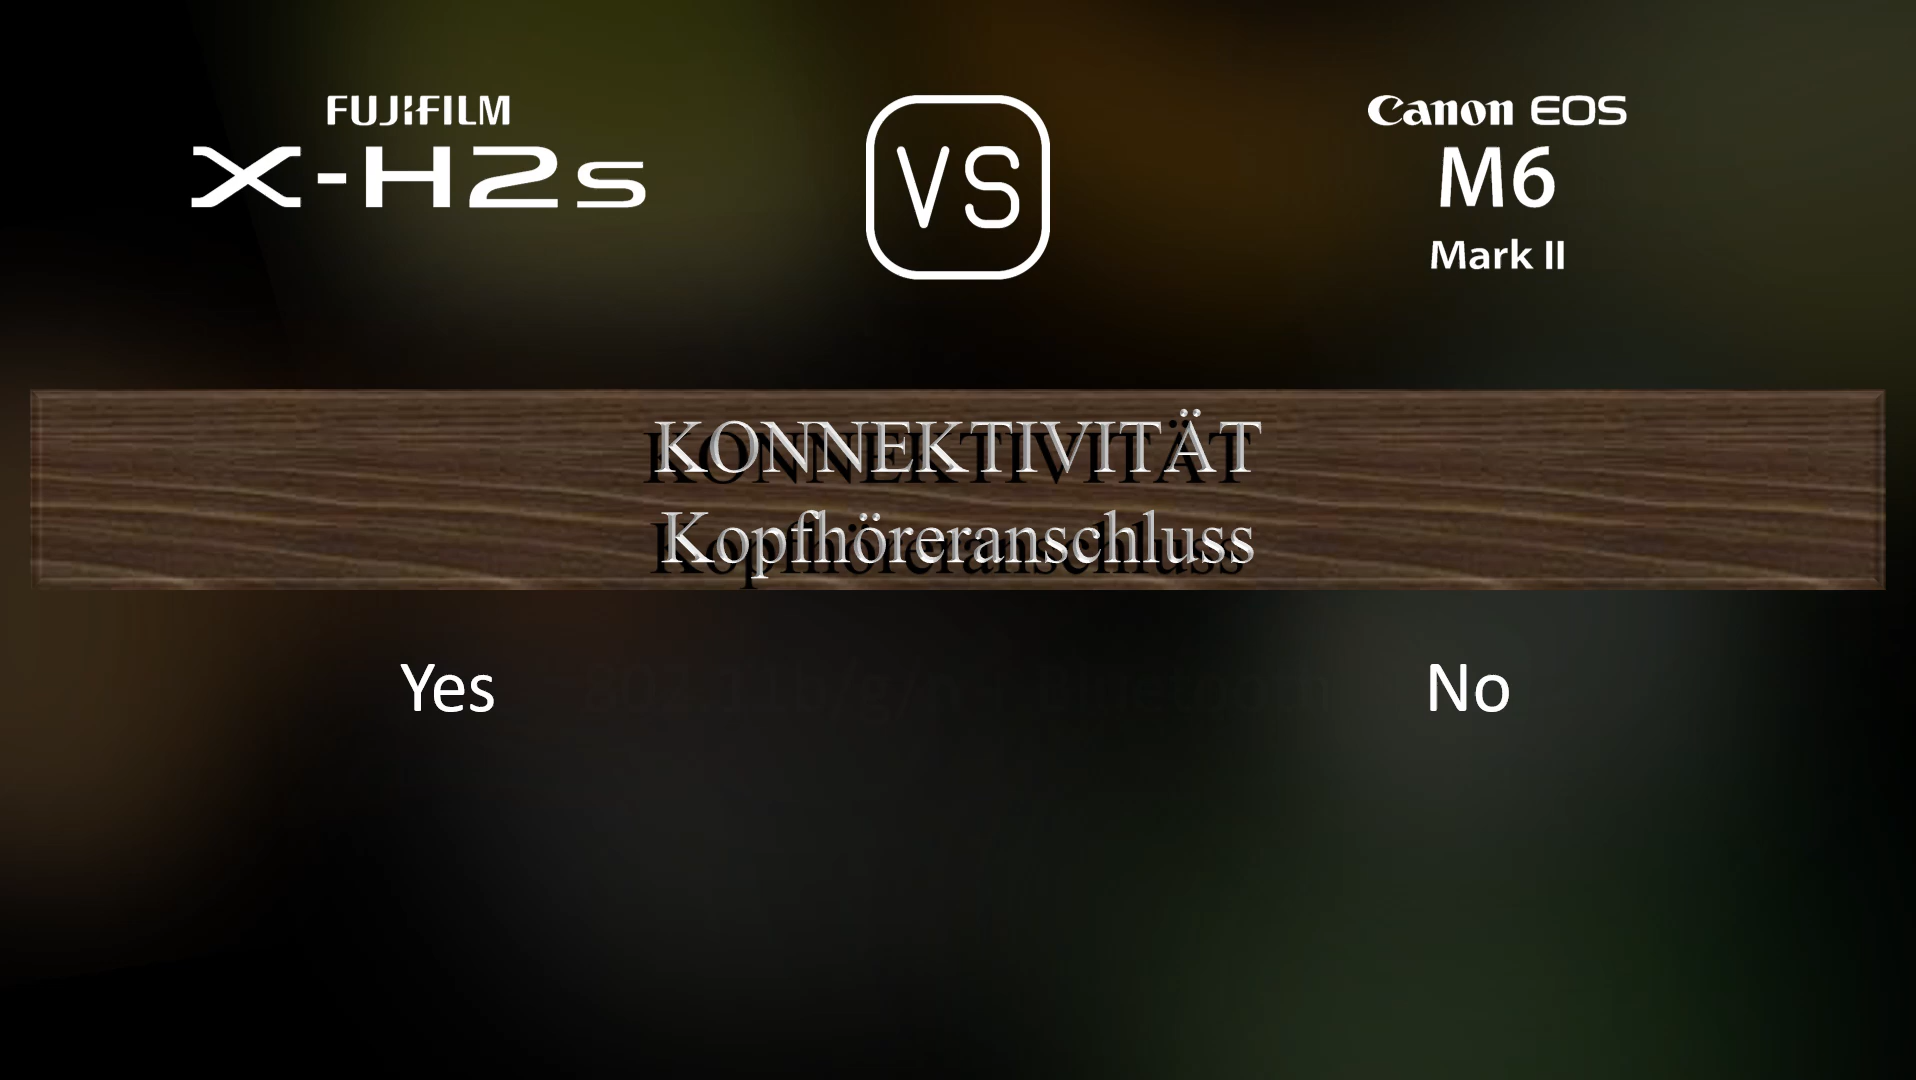 FUJIFILM
X-H2s
VS
Canon EOS
M6
Mark II
KONNEKTIVITÄT
Kopfhöreranschluss
Yes
No